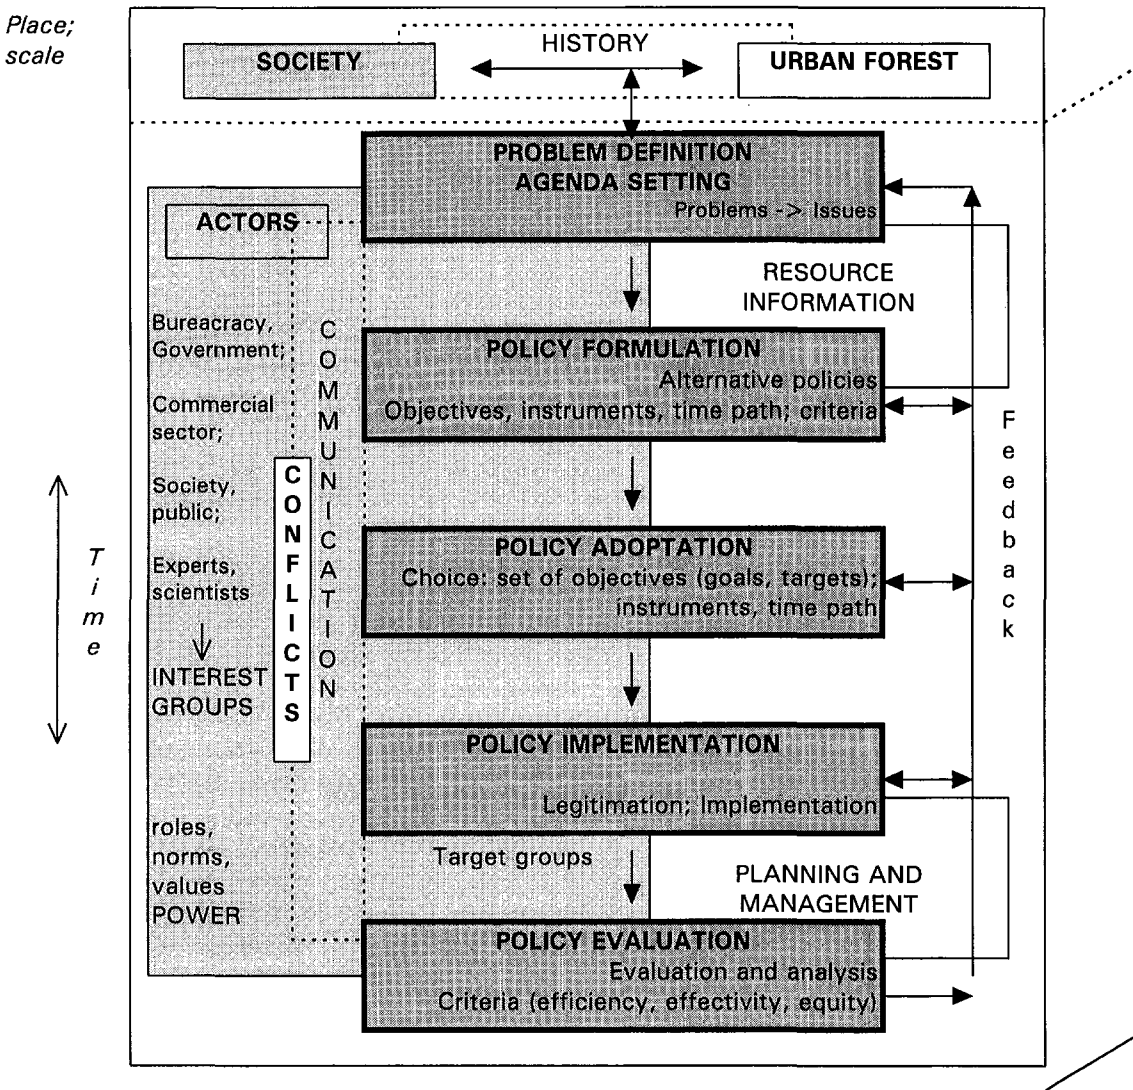 Place;
scale
SOCIETY
HISTORY
URBAN FOREST
PROBLEM DEFINITION
AGENDA SETTING
Problems -> Issues
ACTORS
RESOURCE
INFORMATION
Bureacracy,
Government;
Commercial
sector;
Society,
public;
Experts,
scientists
INTEREST
GROUPS
roles,
norms,
values
POWER
CONFLICTS
COMMUNICATION
POLICY FORMULATION
Alternative policies
Objectives, instruments, time path; criteria
POLICY ADOPTATION
Choice: set of objectives (goals, targets);
instruments, time path
POLICY IMPLEMENTATION
Legitimation; Implementation
Target groups
PLANNING AND
MANAGEMENT
POLICY EVALUATION
Evaluation and analysis
Criteria (efficiency, effectivity, equity)
Feedback
Time